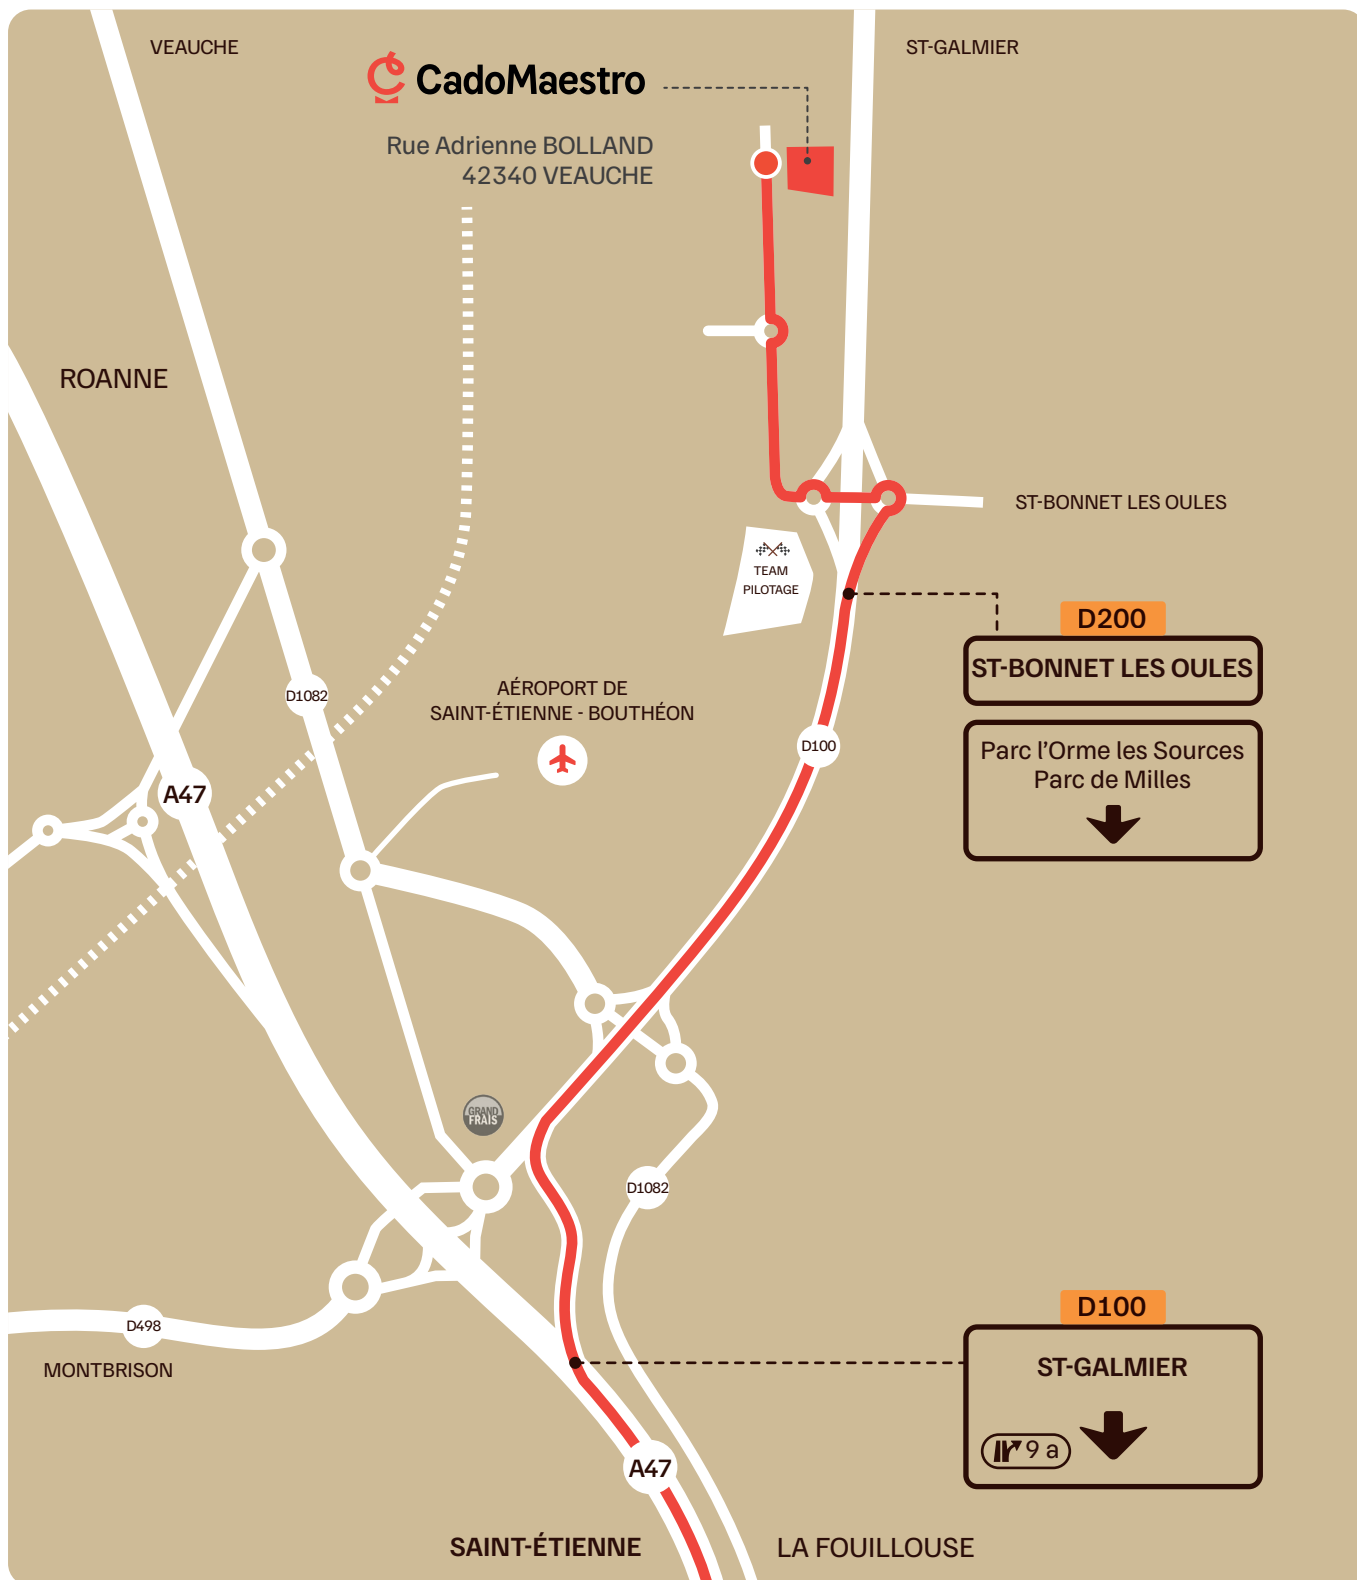 VEAUCHE
ST-GALMIER
CadoMaestro
Rue Adrienne BOLLAND
42340 VEAUCHE
ROANNE
ST-BONNET LES OULES
TEAM
PILOTAGE
D200
ST-BONNET LES OULES
Parc l’Orme les Sources
Parc de Milles
D1082
AÉROPORT DE
SAINT-ÉTIENNE - BOUTHÉON
D100
A47
GRAND
FRAIS
D1082
D498
MONTBRISON
D100
ST-GALMIER
9 a
A47
SAINT-ÉTIENNE
LA FOUILLOUSE